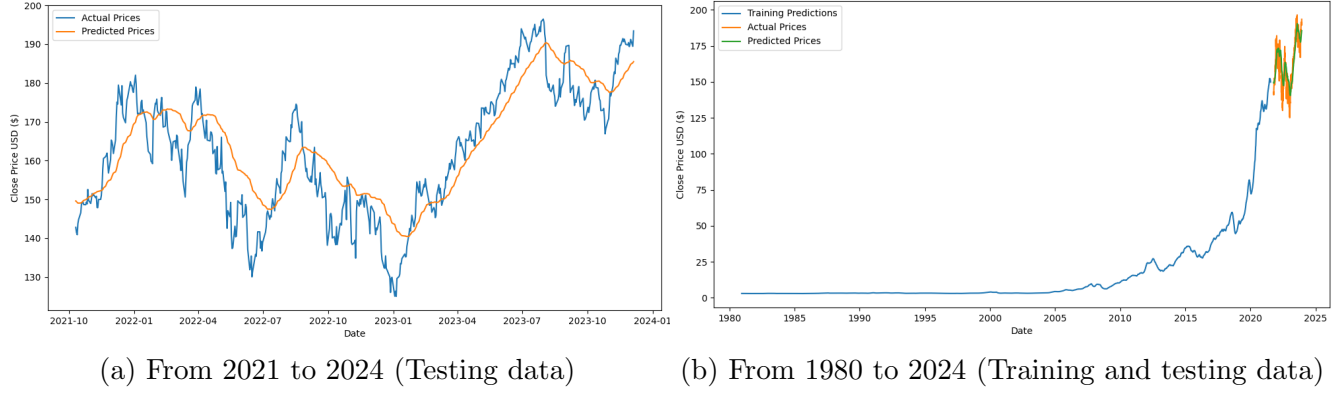 Actual Prices
Predicted Prices
200
190
180
170
160
150
140
130
Close Price USD ($)
2021-10 2022-01 2022-04 2022-07 2022-10 2023-01 2023-04 2023-07 2023-10 2024-01
Date
(a) From 2021 to 2024 (Testing data)
Training Predictions
Actual Prices
Predicted Prices
200
175
150
125
100
75
50
25
0
Close Price USD ($)
1980 1985 1990 1995 2000 2005 2010 2015 2020 2025
Date
(b) From 1980 to 2024 (Training and testing data)